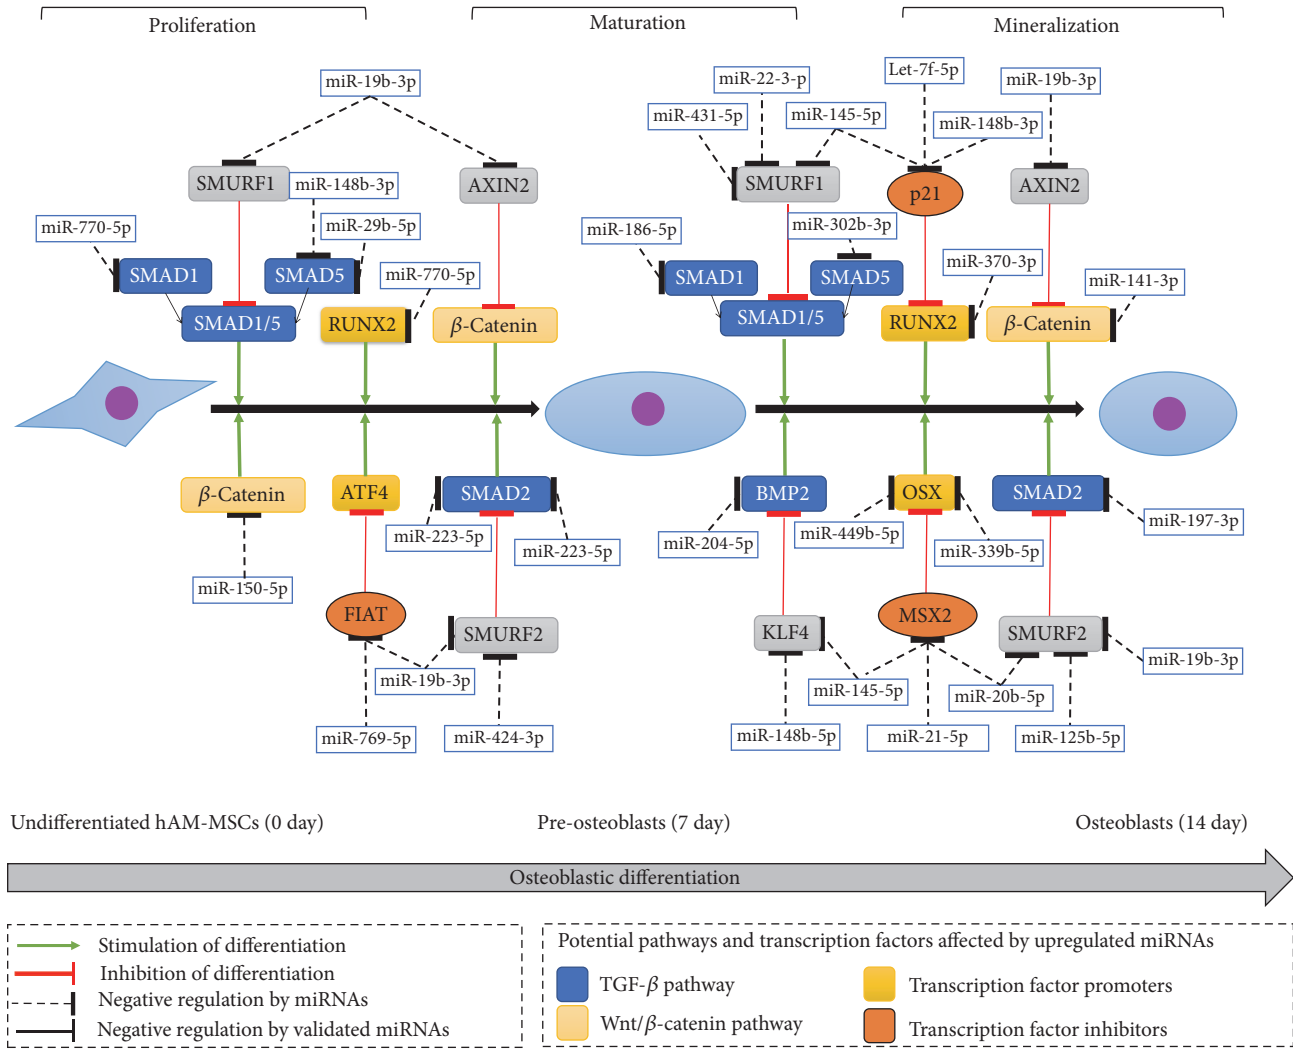 Proliferation
Maturation
Mineralization
miR-19b-3p
miR-22-3-p
Let-7f-5p
miR-19b-3p
miR-431-5p
miR-145-5p
miR-148b-3p
SMURF1
miR-148b-3p
AXIN2
SMURF1
p21
AXIN2
miR-770-5p
miR-29b-5p
miR-186-5p
miR-302b-3p
SMAD1
SMAD5
miR-770-5p
SMAD1
SMAD5
miR-370-3p
miR-141-3p
SMAD1/5
RUNX2
β-Catenin
SMAD1/5
RUNX2
β-Catenin
β-Catenin
ATF4
SMAD2
BMP2
OSX
SMAD2
miR-223-5p
miR-223-5p
miR-204-5p
miR-449b-5p
miR-339b-5p
miR-197-3p
miR-150-5p
FIAT
SMURF2
KLF4
MSX2
SMURF2
miR-19b-3p
miR-19b-3p
miR-145-5p
miR-20b-5p
miR-769-5p
miR-424-3p
miR-148b-5p
miR-21-5p
miR-125b-5p
Undifferentiated hAM-MSCs (0 day)
Pre-osteoblasts (7 day)
Osteoblasts (14 day)
Osteoblastic differentiation
Stimulation of differentiation
Inhibition of differentiation
Negative regulation by miRNAs
Negative regulation by validated miRNAs
Potential pathways and transcription factors affected by upregulated miRNAs
TGF-β pathway
Transcription factor promoters
Wnt/β-catenin pathway
Transcription factor inhibitors